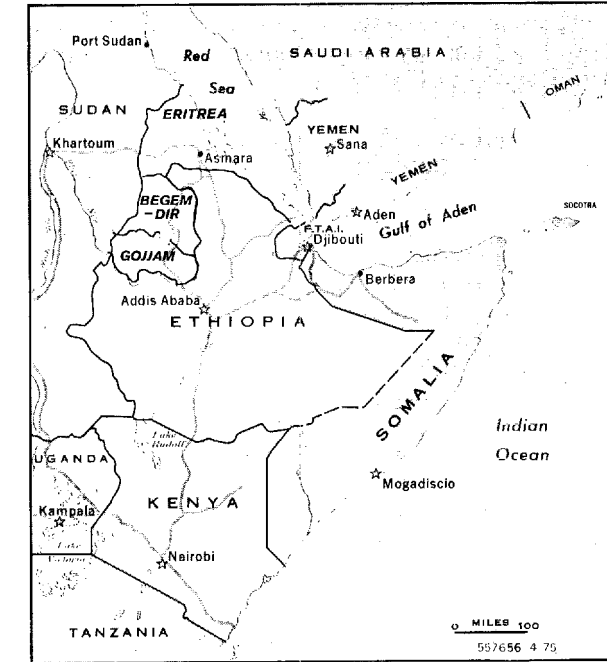 Port Sudan
Red
Sea
SAUDI ARABIA
OMAN
SUDAN
ERITREA
YEMEN
Sana
Khartoum
Asmara
YEMEN
BEGEM
-DIR
Aden
Gulf of Aden
SOCOTRA
F.T.A.I.
Djibouti
GOJJAM
Berbera
Addis Ababa
ETHIOPIA
SOMALIA
Indian
Ocean
Lake
Rudolf
UGANDA
KENYA
Mogadiscio
Kampala
Lake
Victoria
Nairobi
TANZANIA
0 MILES 100
557656 4 75